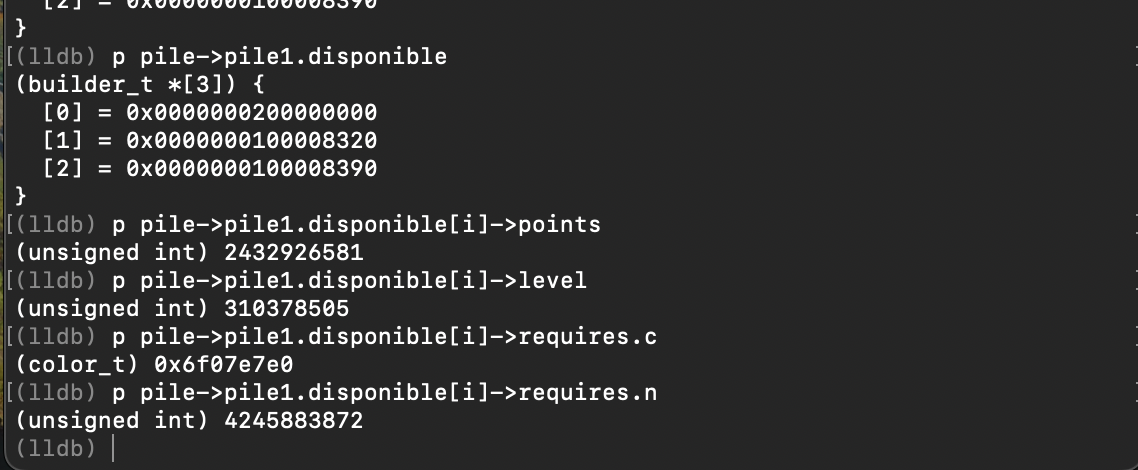 [2] = 0x0000000100008390
}
[(lldb) p pile->pile1.disponible
(builder_t *[3]) {
[0] = 0x0000000200000000
[1] = 0x0000000100008320
[2] = 0x0000000100008390
}
[(lldb) p pile->pile1.disponible[i]->points
(unsigned int) 2432926581
[(lldb) p pile->pile1.disponible[i]->level
(unsigned int) 310378505
[(lldb) p pile->pile1.disponible[i]->requires.c
(color_t) 0x6f07e7e0
[(lldb) p pile->pile1.disponible[i]->requires.n
(unsigned int) 4245883872
(lldb)